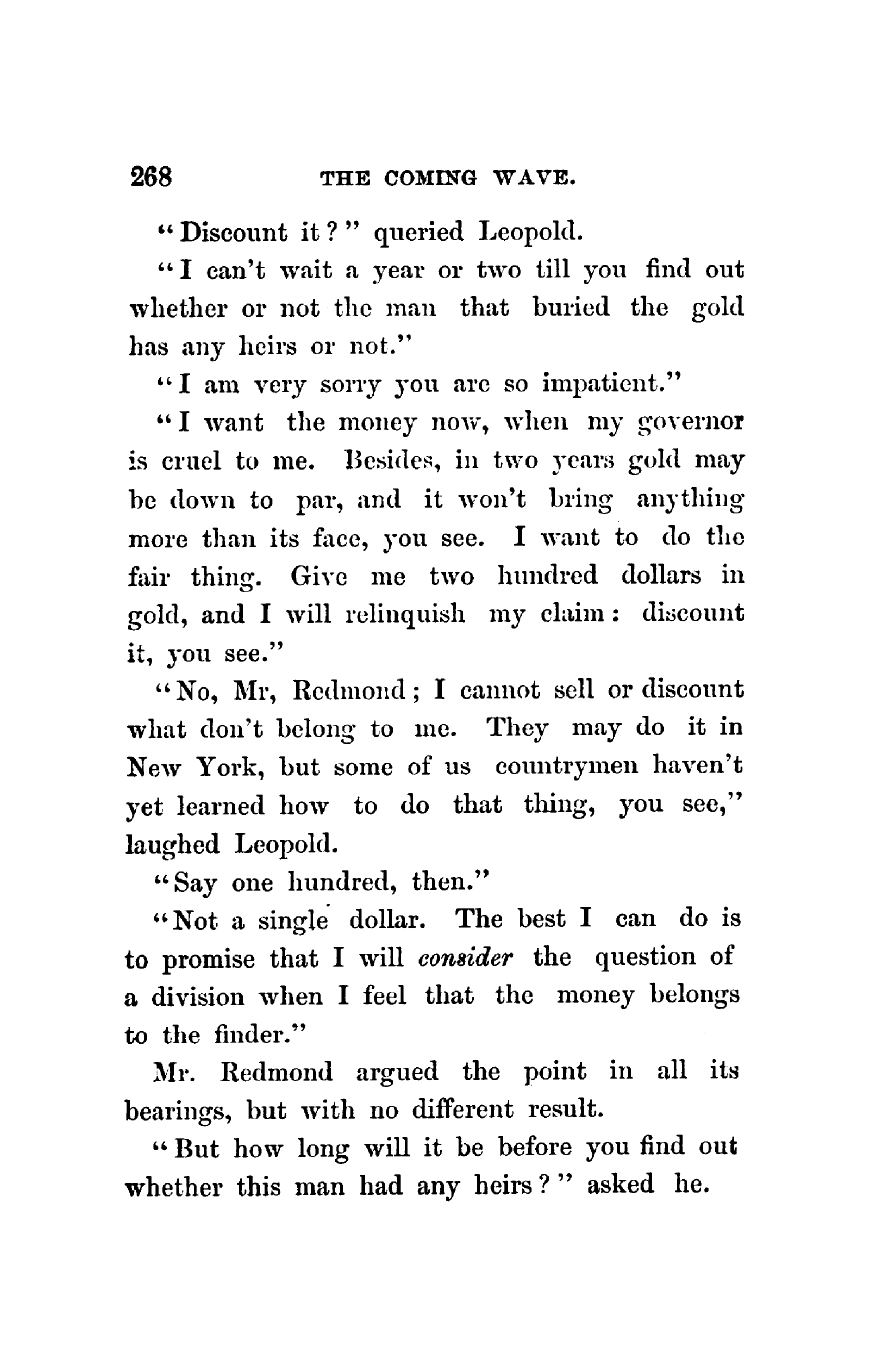 268 THE COMING WAVE.
“Discount it?” queried Leopold.
“I can’t wait a year or two till you find out
whether or not the man that buried the gold
has any heirs or not.”
“I am very sorry you are so impatient.”
“I want the money now, when my governor
is cruel to me. Besides, in two years gold may
be down to par, and it won’t bring anything
more than its face, you see. I want to do the
fair thing. Give me two hundred dollars in
gold, and I will relinquish my claim: discount
it, you see.”
“No, Mr, Redmond; I cannot sell or discount
what don’t belong to me. They may do it in
New York, but some of us countrymen haven’t
yet learned how to do that thing, you see,”
laughed Leopold.
“Say one hundred, then.”
“Not a single dollar. The best I can do is
to promise that I will consider the question of
a division when I feel that the money belongs
to the finder.”
Mr. Redmond argued the point in all its
bearings, but with no different result.
“But how long will it be before you find out
whether this man had any heirs?” asked he.